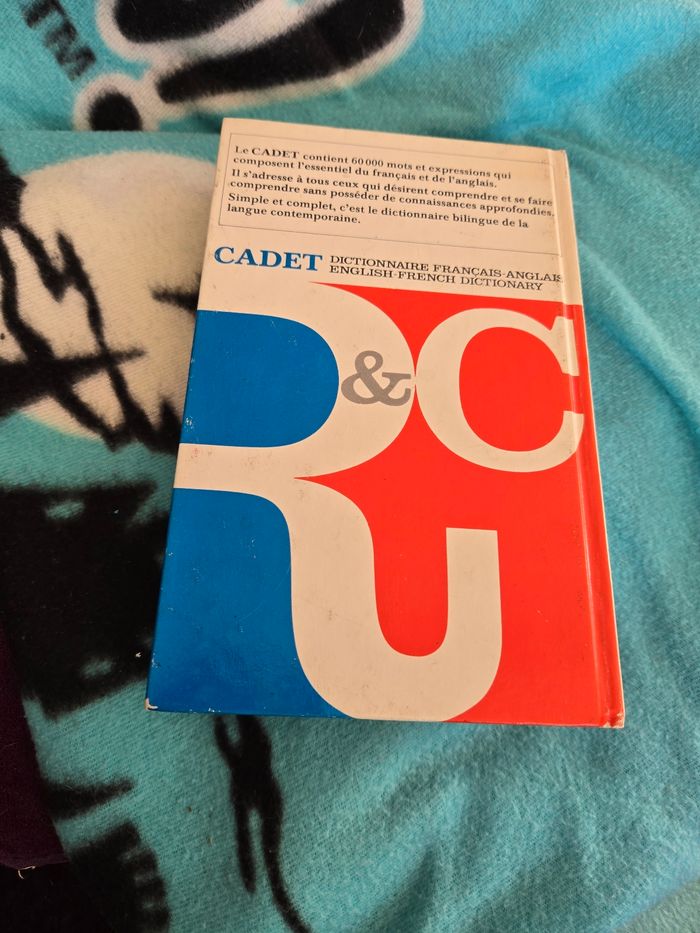 TM
Le CADET contient 60 000 mots et expressions qui
composent l'essentiel du français et de l'anglais.
Il s'adresse à tous ceux qui désirent comprendre et se faire
comprendre sans posséder de connaissances approfondies.
Simple et complet, c'est le dictionnaire bilingue de la
langue contemporaine.
CADET DICTIONNAIRE FRANÇAIS-ANGLAIS
ENGLISH-FRENCH DICTIONARY
R&C